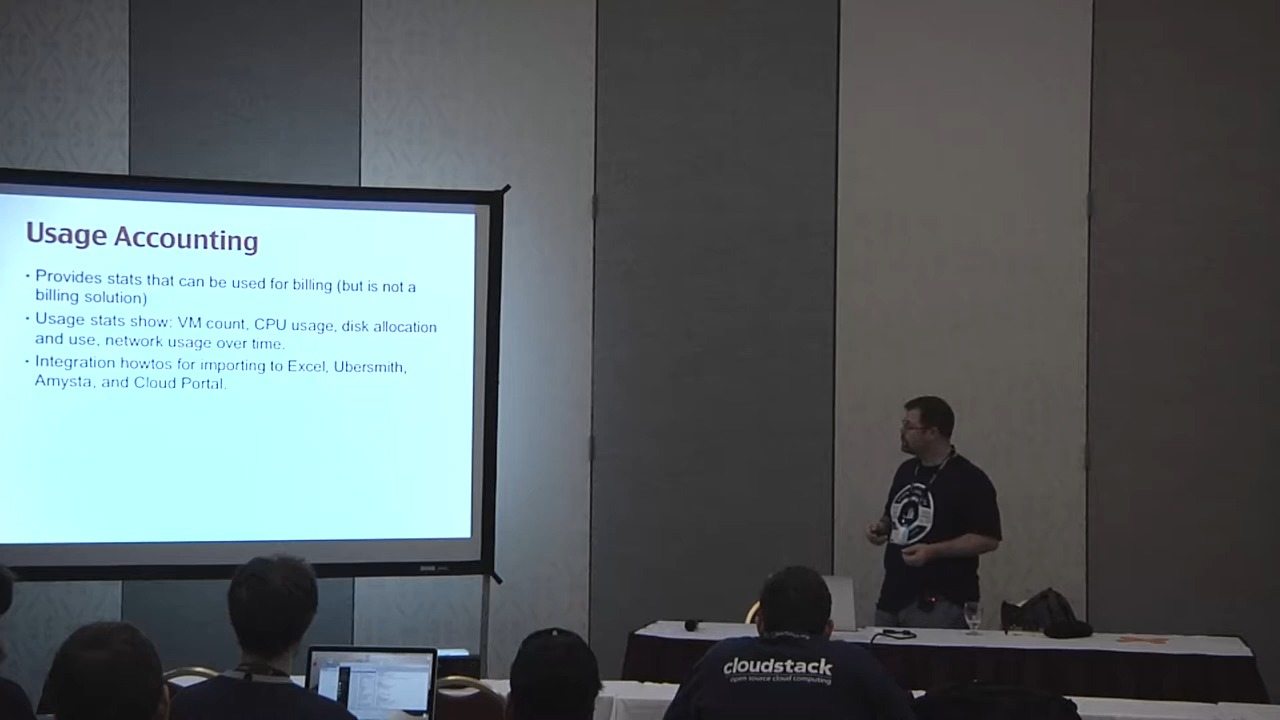 Usage Accounting
• Provides stats that can be used for billing (but is not a
billing solution)
• Usage stats show: VM count, CPU usage, disk allocation
and use, network usage over time.
• Integration howtos for importing to Excel, Ubersmith,
Amysta, and Cloud Portal.
cloudstack
open source cloud computing